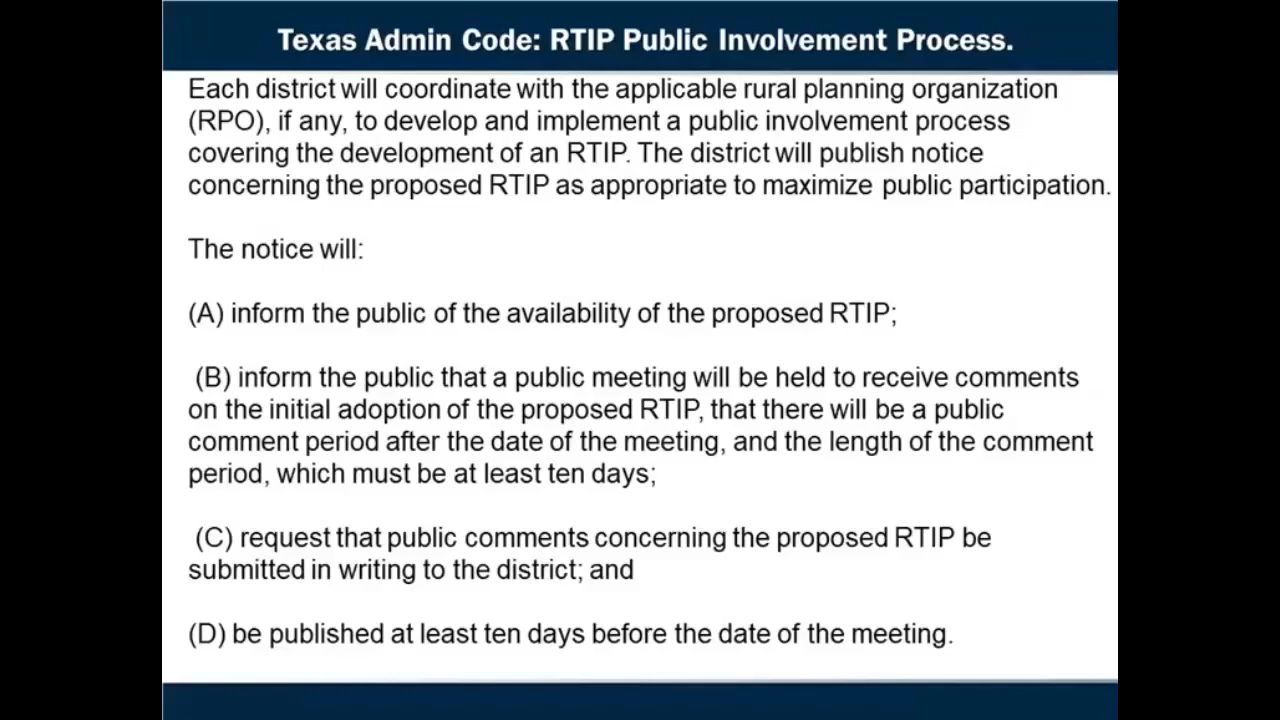 Texas Admin Code: RTIP Public Involvement Process.
Each district will coordinate with the applicable rural planning organization
(RPO), if any, to develop and implement a public involvement process
covering the development of an RTIP. The district will publish notice
concerning the proposed RTIP as appropriate to maximize public participation.
The notice will:
(A) inform the public of the availability of the proposed RTIP;
(B) inform the public that a public meeting will be held to receive comments
on the initial adoption of the proposed RTIP, that there will be a public
comment period after the date of the meeting, and the length of the comment
period, which must be at least ten days;
(C) request that public comments concerning the proposed RTIP be
submitted in writing to the district; and
(D) be published at least ten days before the date of the meeting.